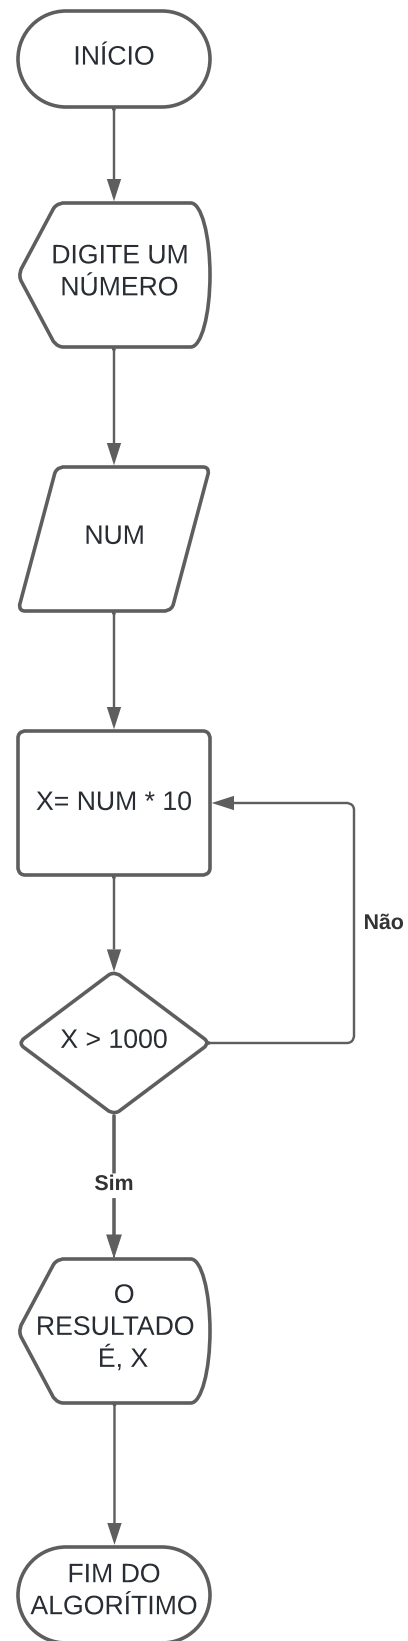 INÍCIO
DIGITE UM
NÚMERO
NUM
X= NUM * 10
Não
X > 1000
Sim
O
RESULTADO
É, X
FIM DO
ALGORÍTIMO